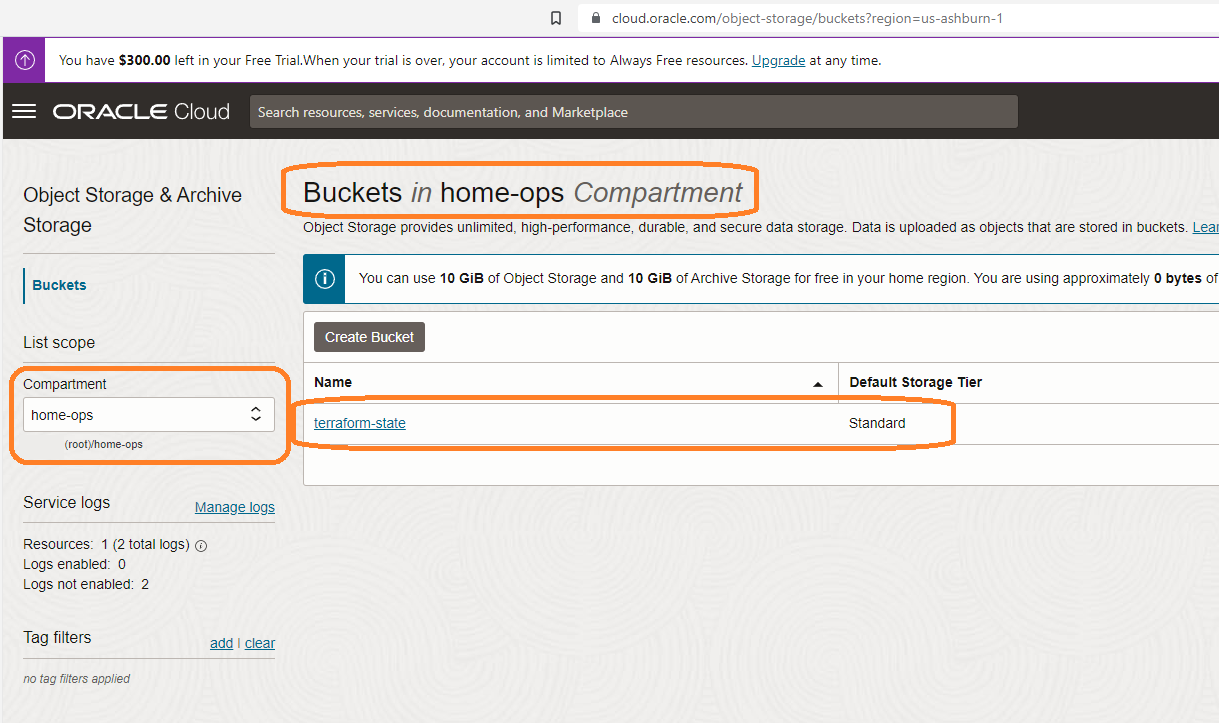 cloud.oracle.com/object-storage/buckets?region=us-ashburn-1
You have $300.00 left in your Free Trial.When your trial is over, your account is limited to Always Free resources. Upgrade at any time.
ORACLE Cloud
Search resources, services, documentation, and Marketplace
Object Storage & Archive
Storage
Buckets
List scope
Compartment
home-ops
(root)/home-ops
Service logs Manage logs
Resources: 1 (2 total logs)
Logs enabled: 0
Logs not enabled: 2
Tag filters add | clear
no tag filters applied
Buckets in home-ops Compartment
Object Storage provides unlimited, high-performance, durable, and secure data storage. Data is uploaded as objects that are stored in buckets. Lear
You can use 10 GiB of Object Storage and 10 GiB of Archive Storage for free in your home region. You are using approximately 0 bytes of
Create Bucket
Name Default Storage Tier
terraform-state Standard